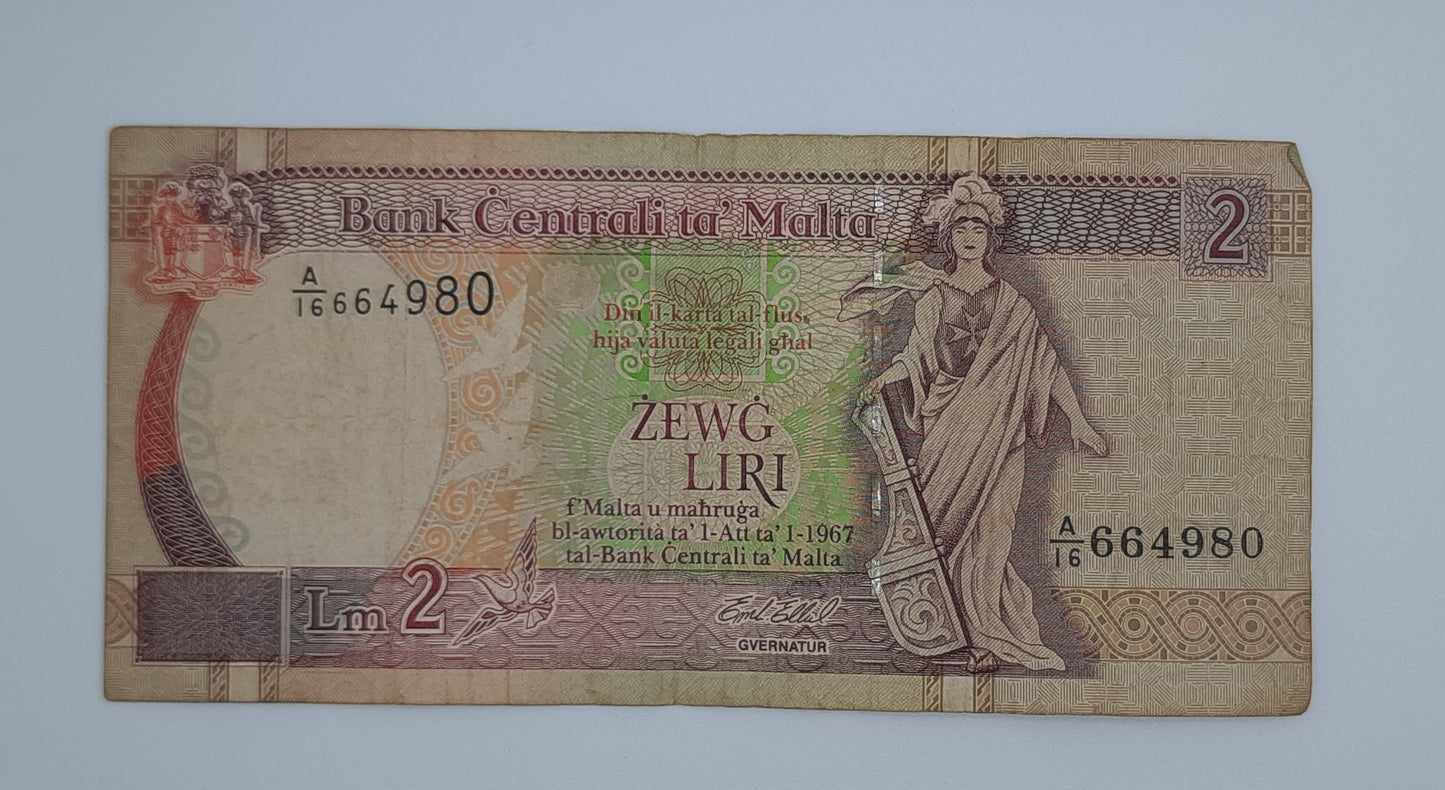 Bank Ċentrali ta' Malta
2
A/16 664980
Din il-karta tal-flus,
hija valuta legali għal
ŻEWĠ
LIRI
f'Malta u maħruġa
bl-awtorità ta' l-Att ta' l-1967
tal-Bank Ċentrali ta' Malta
A/16 664980
Lm 2
GVERNATUR